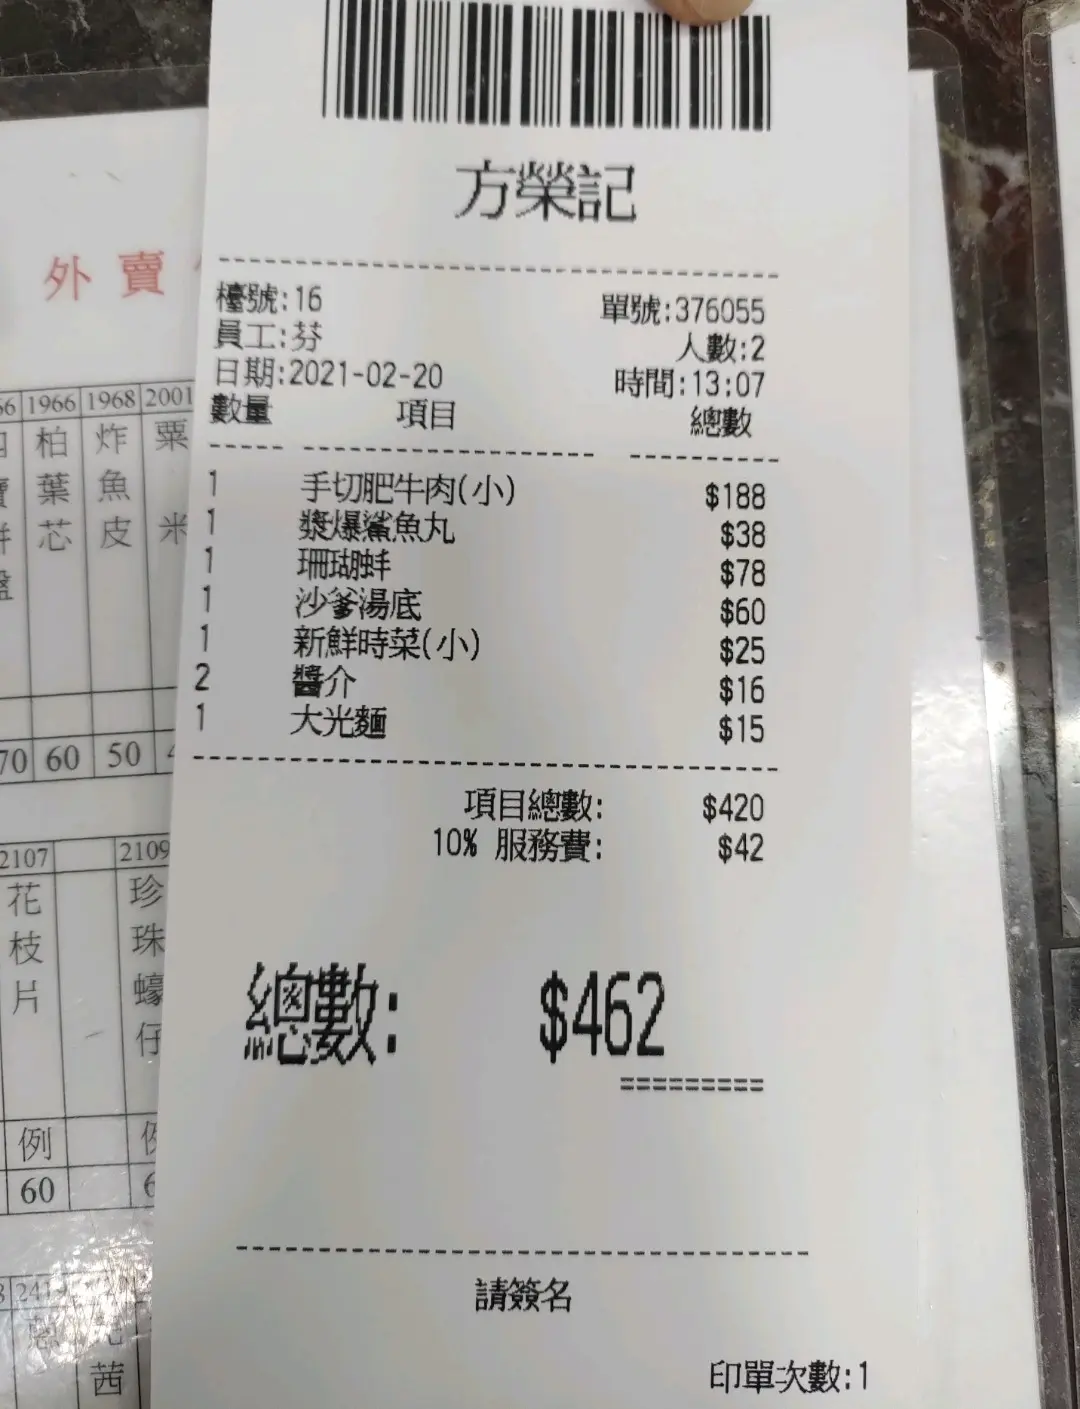 方榮記
檯號:16 單號:376055
員工:芬 人數:2
日期:2021-02-20 時間:13:07
數量 項目 總數
1 手切肥牛肉(小) $188
1 漿爆鯊魚丸 $38
1 珊瑚蚌 $78
1 沙爹湯底 $60
1 新鮮時菜(小) $25
2 醬介 $16
1 大光麵 $15
項目總數: $420
10% 服務費: $42
總數: $462
=========
請簽名
印單次數:1
外賣
1966 1968 2001
柏葉芯 炸魚皮 粟米
70 60 50
2107 2109
花枝片 珍珠蠔仔
例
60
茜